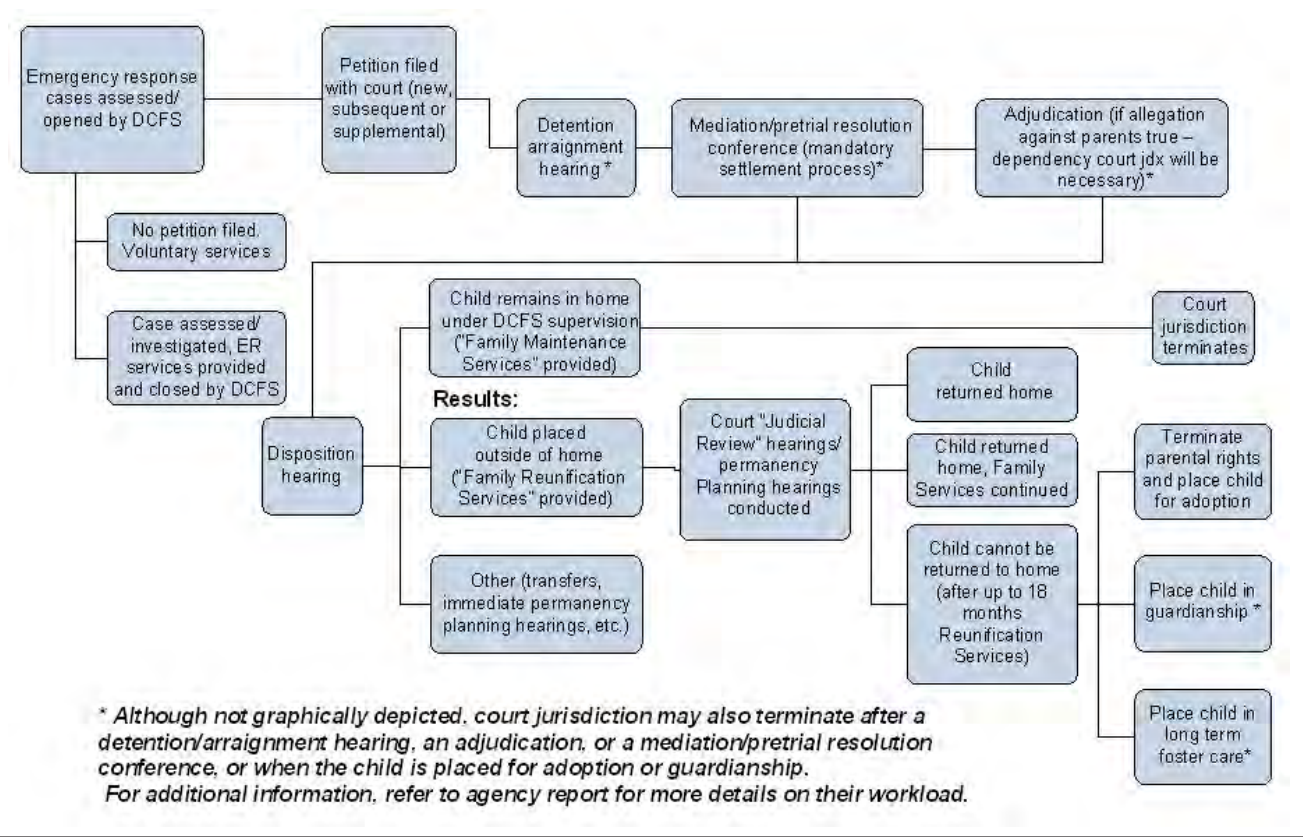 Emergency response
cases assessed/
opened by DCFS
Petition filed
with court (new,
subsequent or
supplemental)
Detention
arraignment
hearing *
Mediation/pretrial resolution
conference (mandatory
settlement process)*
Adjudication (if allegation
against parents true –
dependency court jdx will be
necessary)*
No petition filed.
Voluntary services
Case assessed/
investigated, ER
services provided
and closed by DCFS
Disposition
hearing
Child remains in home
under DCFS supervision
("Family Maintenance
Services" provided)
Court
jurisdiction
terminates
Results:
Child placed
outside of home
("Family Reunification
Services" provided)
Other (transfers,
immediate permanency
planning hearings, etc.)
Court "Judicial
Review" hearings/
permanency
Planning hearings
conducted
Child
returned home
Child returned
home, Family
Services continued
Child cannot be
returned to home
(after up to 18
months
Reunification
Services)
Terminate
parental rights
and place child
for adoption
Place child in
guardianship *
Place child in
long term
foster care*
* Although not graphically depicted, court jurisdiction may also terminate after a
detention/arraignment hearing, an adjudication, or a mediation/pretrial resolution
conference, or when the child is placed for adoption or guardianship.
For additional information, refer to agency report for more details on their workload.